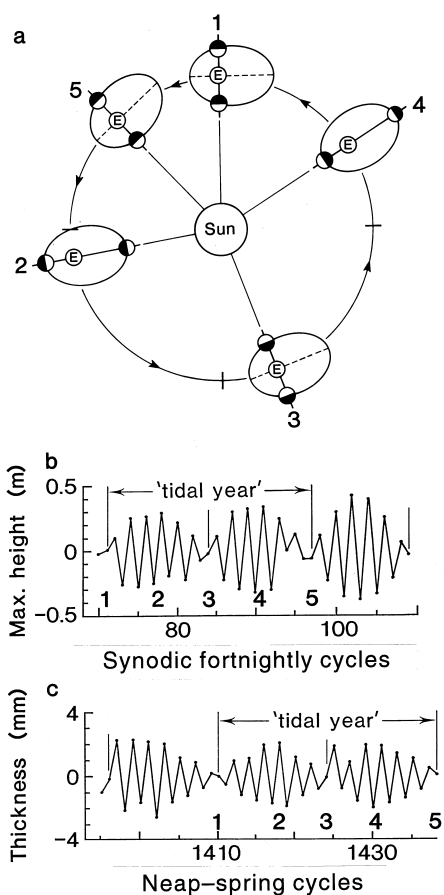 a
1
5
4
E
E
E
Sun
2
E
E
3
b
Max. height (m)
0.5
0
−0.5
'tidal year'
1 2 3 4 5
80 100
Synodic fortnightly cycles
c
Thickness (mm)
4
0
−4
'tidal year'
1 2 3 4 5
1410 1430
Neap–spring cycles